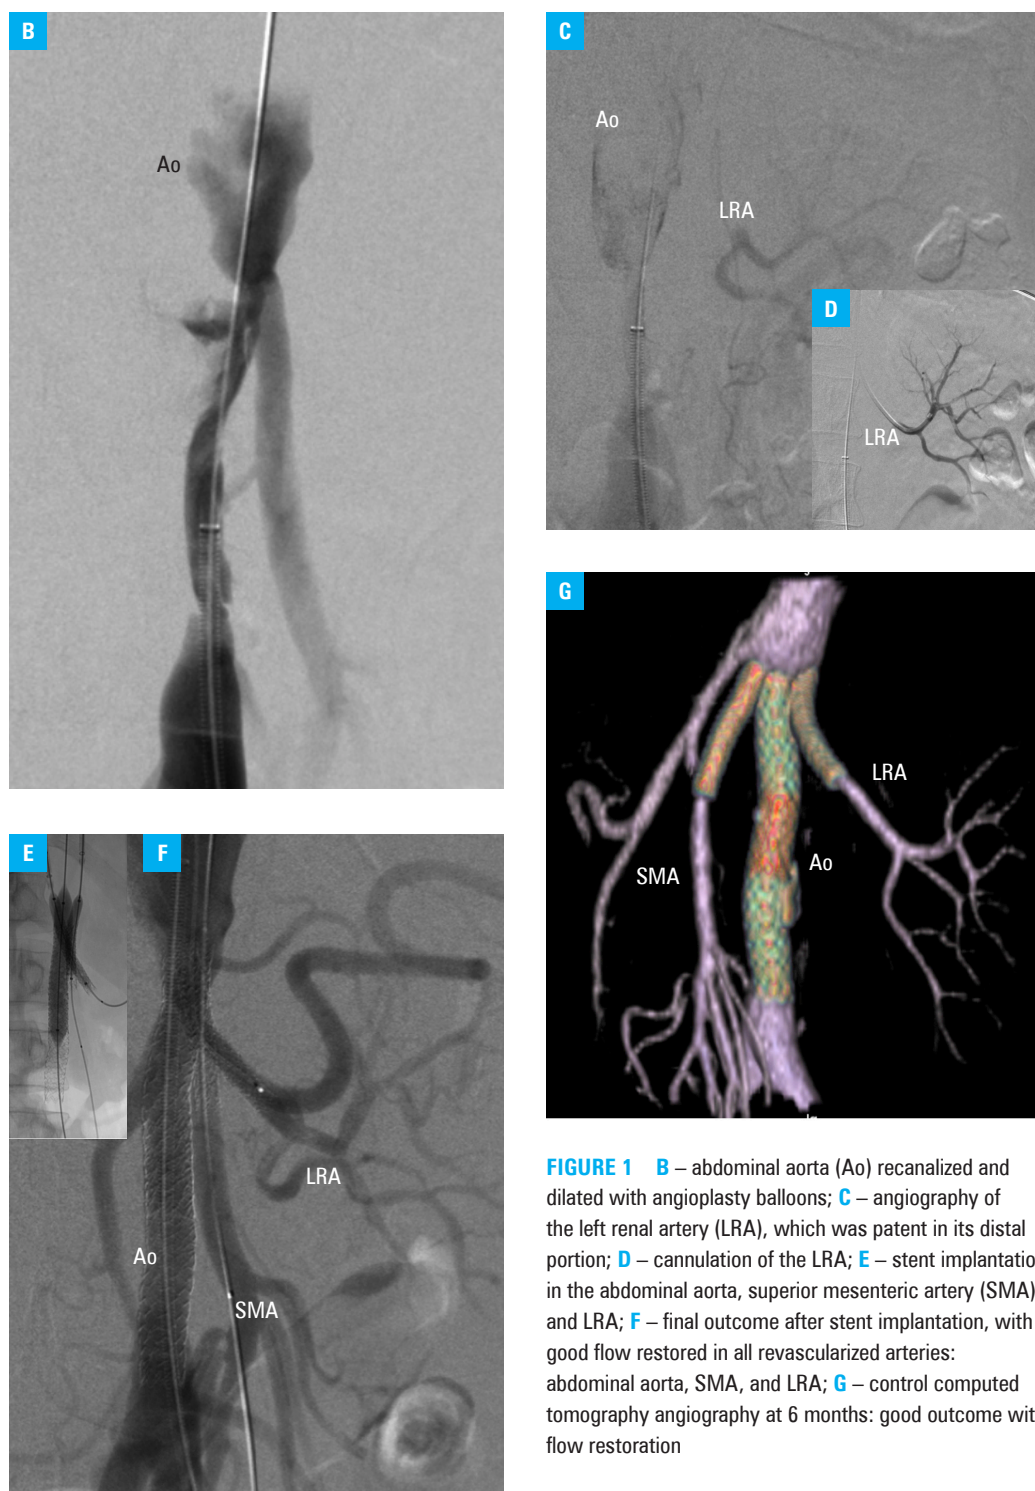 B
Ao
C
Ao
LRA
D
LRA
G
LRA
SMA
Ao
E
F
LRA
Ao
SMA
FIGURE 1 B – abdominal aorta (Ao) recanalized and
dilated with angioplasty balloons; C – angiography of
the left renal artery (LRA), which was patent in its distal
portion; D – cannulation of the LRA; E – stent implantatio
in the abdominal aorta, superior mesenteric artery (SMA)
and LRA; F – final outcome after stent implantation, with
good flow restored in all revascularized arteries:
abdominal aorta, SMA, and LRA; G – control computed
tomography angiography at 6 months: good outcome wit
flow restoration